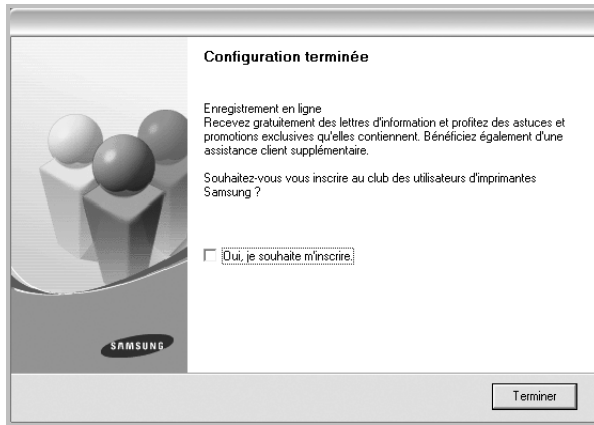 Configuration terminée
Enregistrement en ligne
Recevez gratuitement des lettres d'information et profitez des astuces et
promotions exclusives qu'elles contiennent. Bénéficiez également d'une
assistance client supplémentaire.
Souhaitez-vous vous inscrire au club des utilisateurs d'imprimantes
Samsung ?
Oui, je souhaite m'inscrire.
SAMSUNG
Terminer